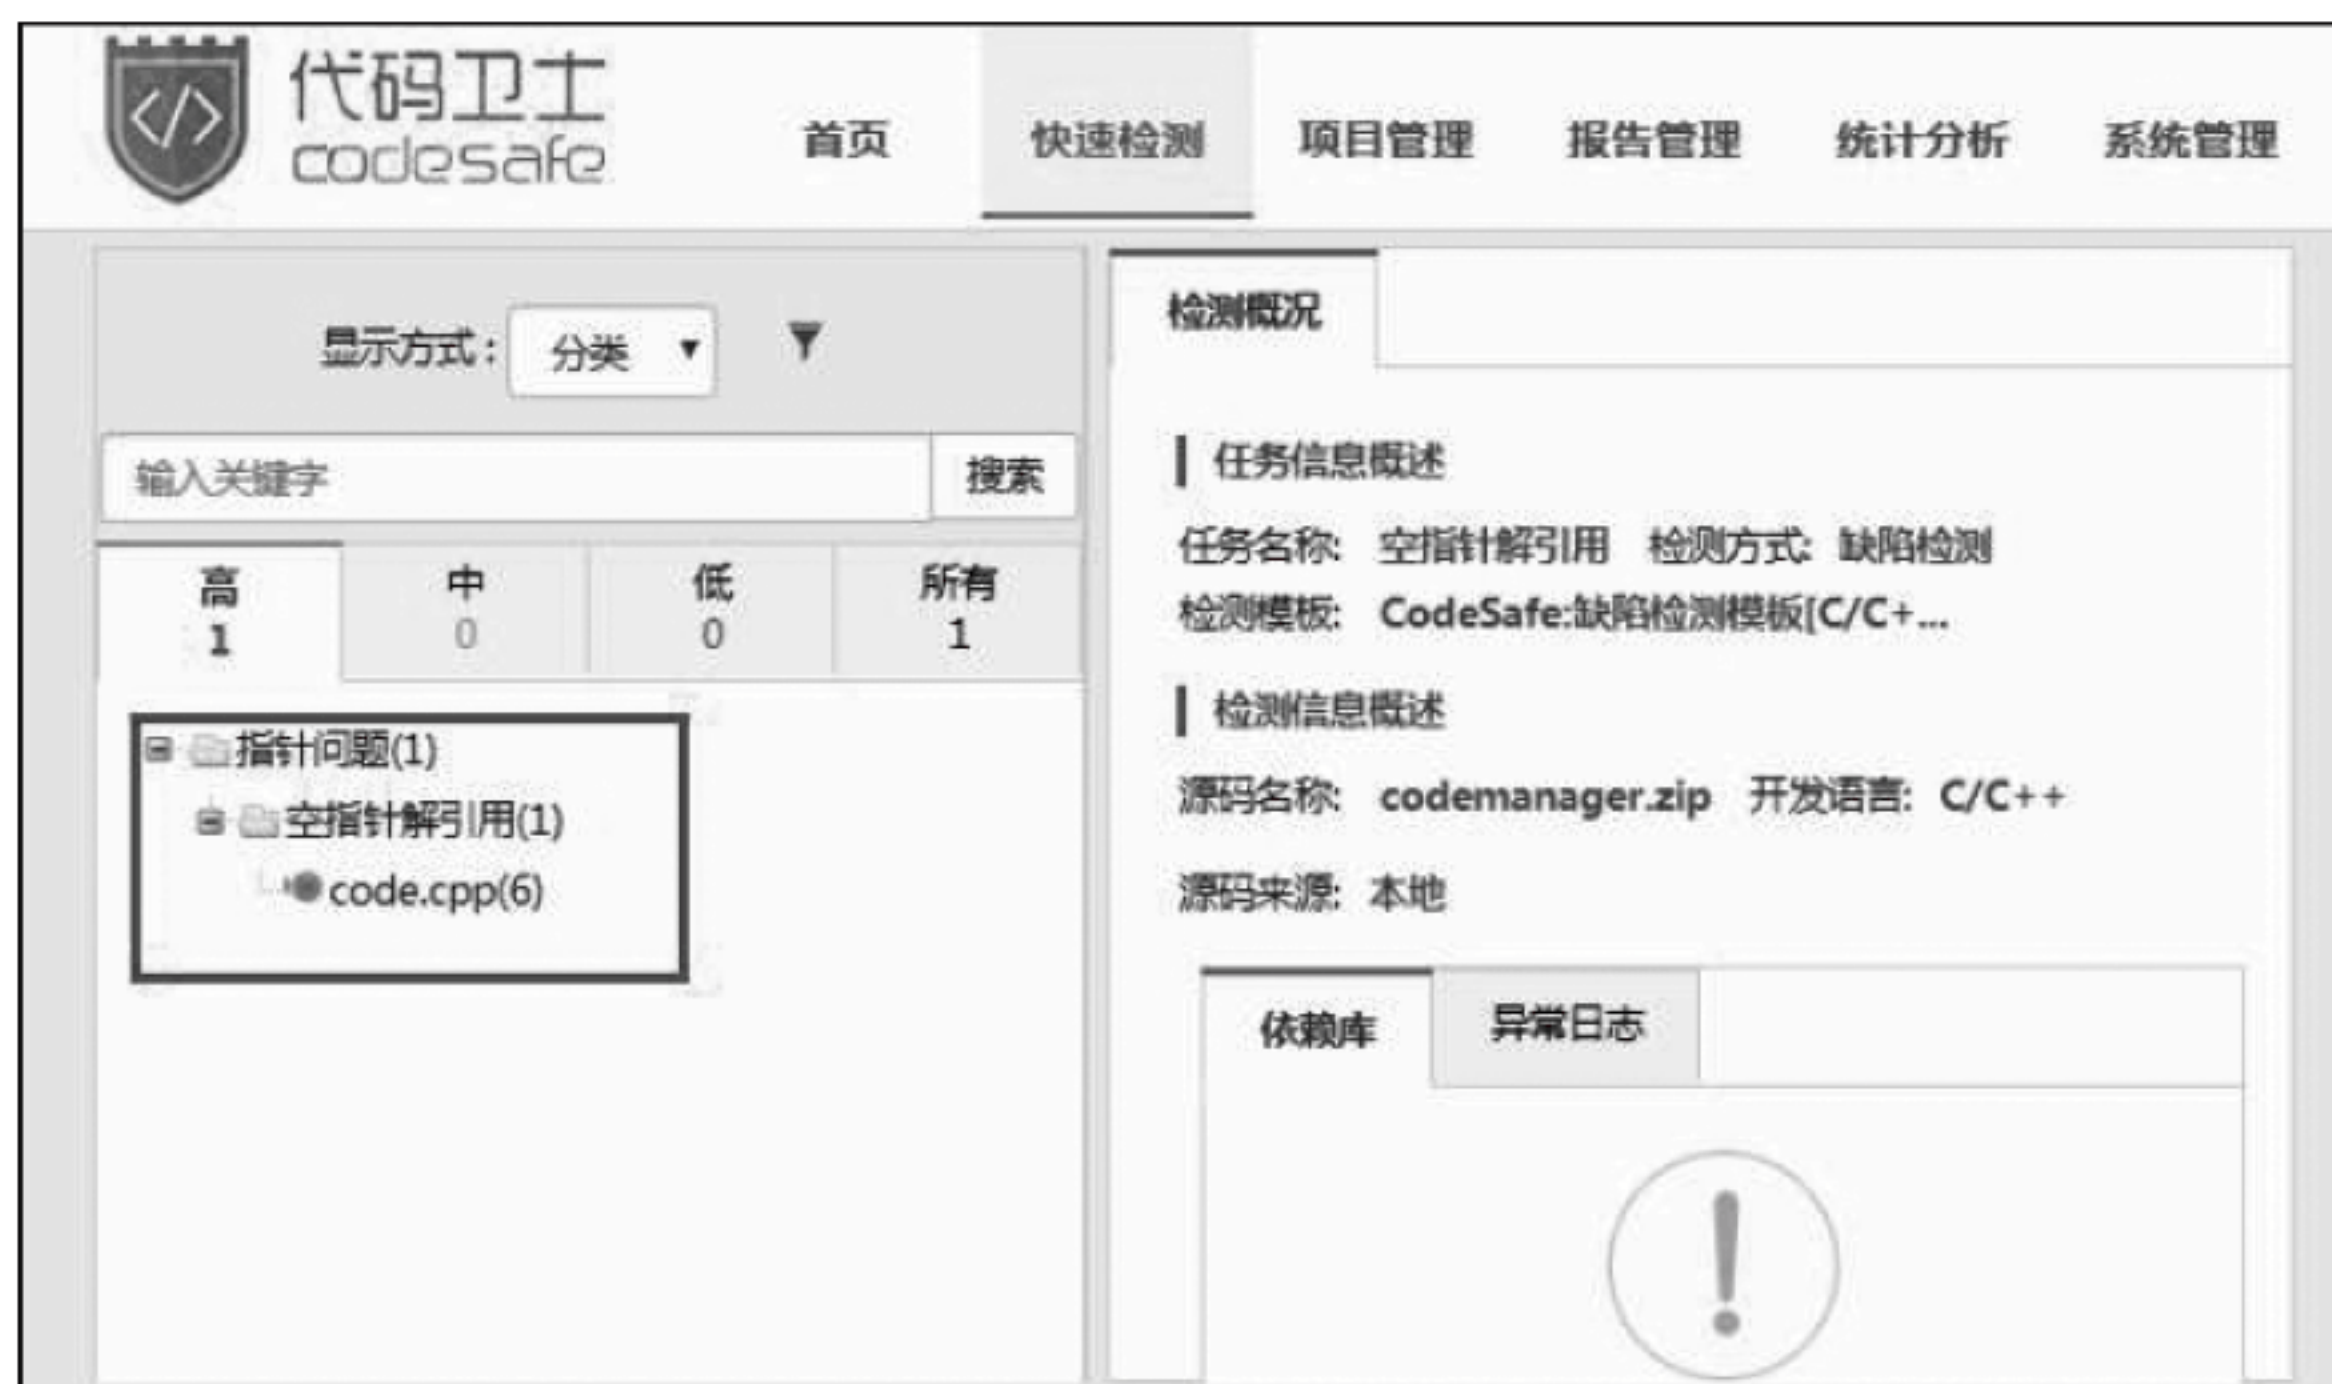 代码卫士
codesafe
首页 快速检测 项目管理 报告管理 统计分析 系统管理
显示方式： 分类
输入关键字 搜索
高 中 低 所有
1 0 0 1
指针问题(1)
空指针解引用(1)
code.cpp(6)
检测概况
任务信息概述
任务名称: 空指针解引用 检测方式: 缺陷检测
检测模板: CodeSafe:缺陷检测模板[C/C+...
检测信息概述
源码名称: codemanager.zip 开发语言: C/C++
源码来源: 本地
依赖库 异常日志